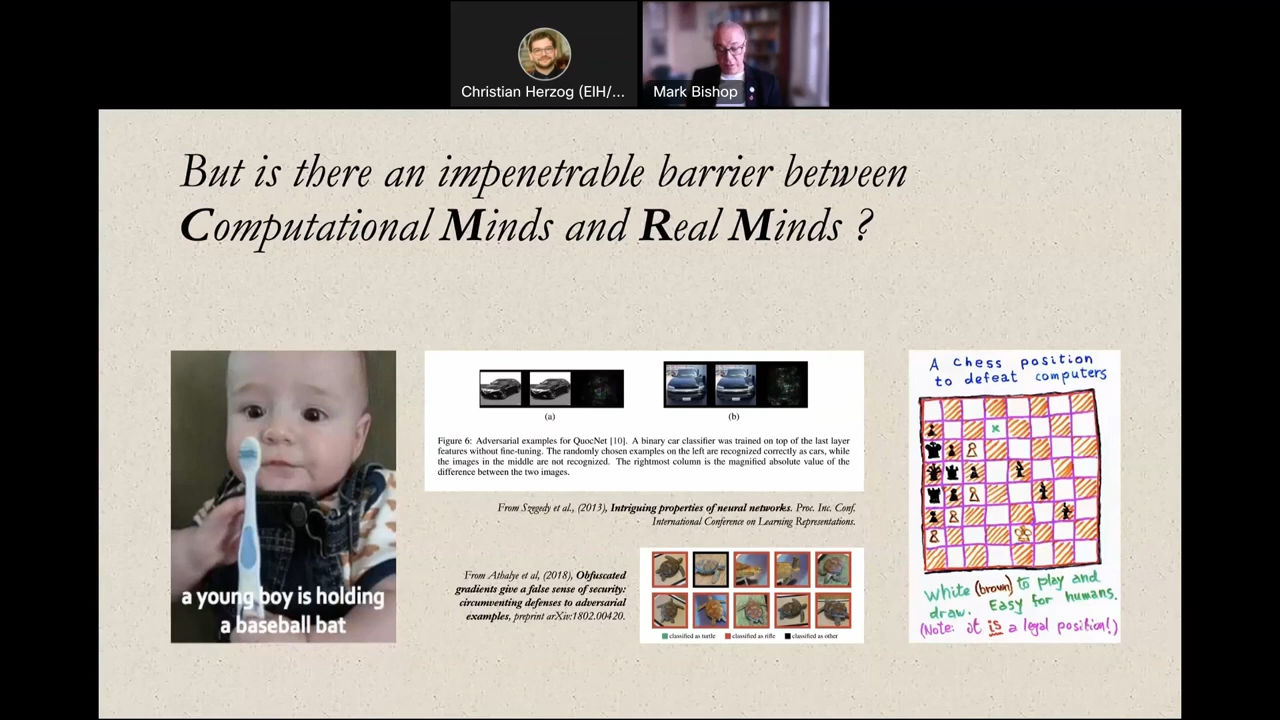 Christian Herzog (EIH/...
Mark Bishop
But is there an impenetrable barrier between
Computational Minds and Real Minds ?
a young boy is holding
a baseball bat
(a)
(b)
Figure 6: Adversarial examples for QuocNet [10]. A binary car classifier was trained on top of the last layer
features without fine-tuning. The randomly chosen examples on the left are recognized correctly as cars, while
the images in the middle are not recognized. The rightmost column is the magnified absolute value of the
difference between the two images.
From Szegedy et al., (2013), Intriguing properties of neural networks. Proc. Inc. Conf.
International Conference on Learning Representations.
From Athalye et al, (2018), Obfuscated
gradients give a false sense of security:
circumventing defenses to adversarial
examples, preprint arXiv:1802.00420.
classified as turtle
classified as rifle
classified as other
A chess position
to defeat computers
x
White (brown) to play and
draw. Easy for humans.
(Note: it is a legal position!)